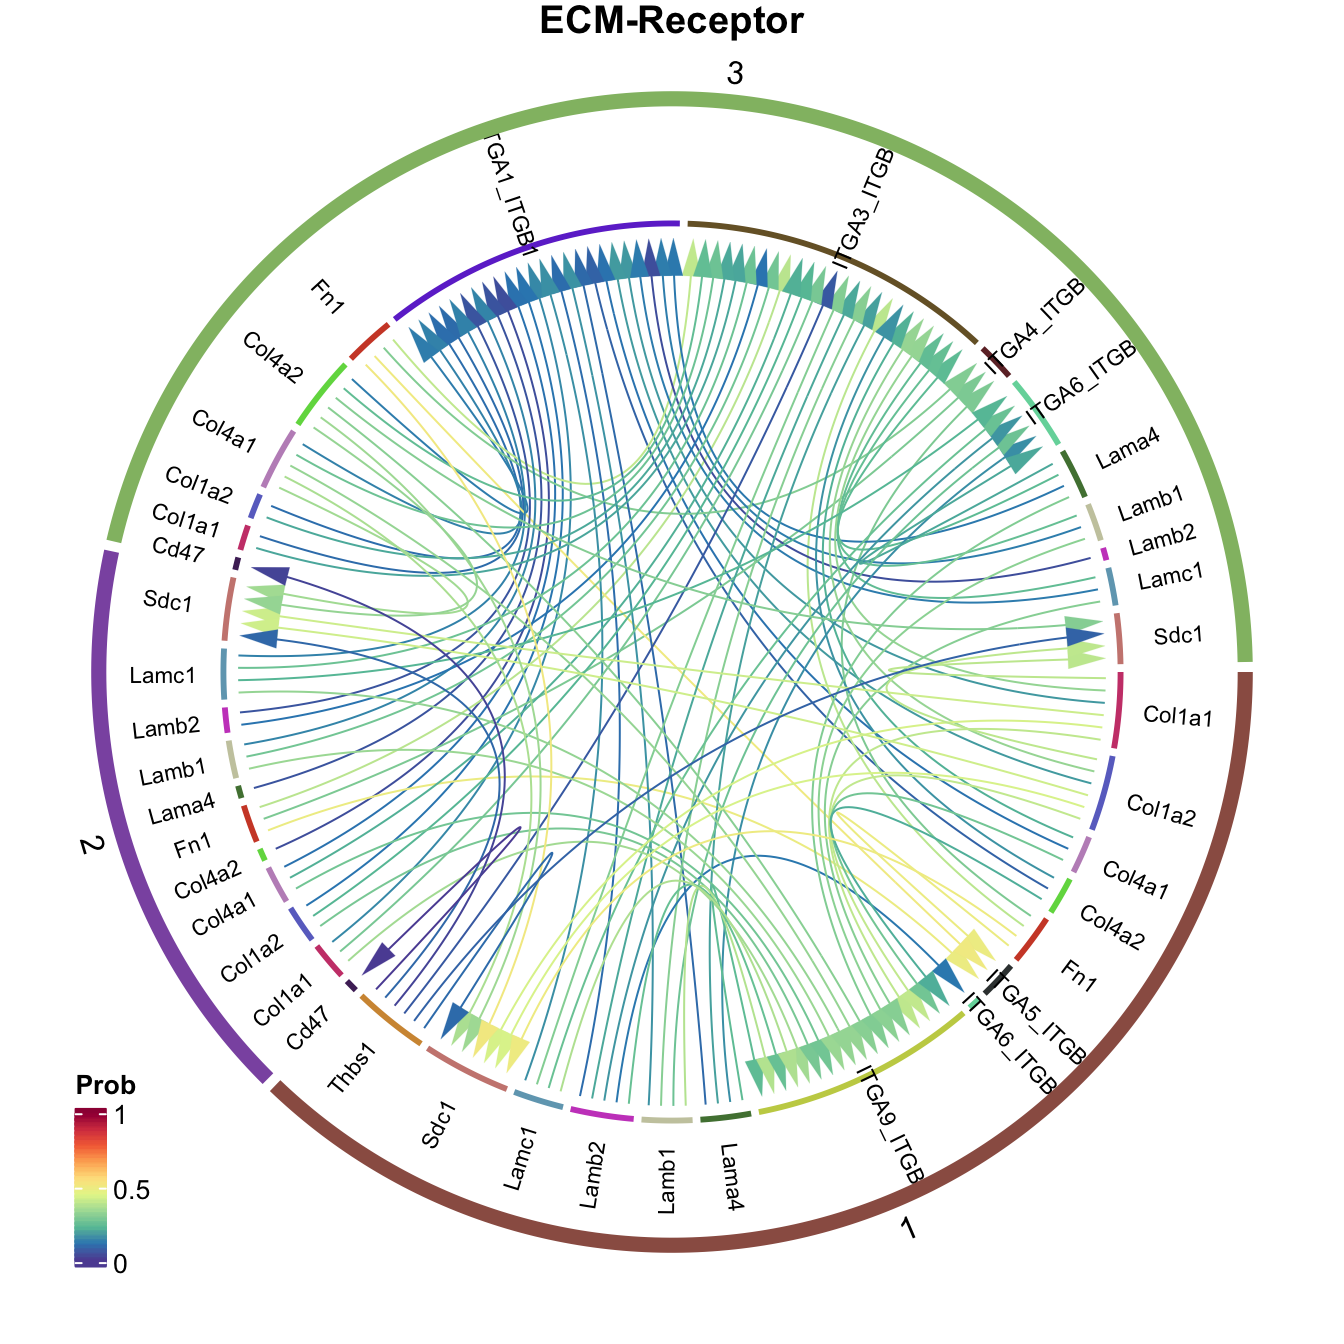 ECM-Receptor
3
TGA1_ITGB1
ITGA3_ITGB
ITGA4_ITGB
ITGA6_ITGB
Lama4
Lamb1
Lamb2
Lamc1
Sdc1
Col1a1
Col1a2
Col4a1
Col4a2
Fn1
ITGA5_ITGB
ITGA6_ITGB
ITGA9_ITGB
1
Lama4
Lamb1
Lamb2
Lamc1
Sdc1
Thbs1
Cd47
Col1a1
Col1a2
Col4a1
Col4a2
Fn1
Lama4
Lamb1
Lamb2
Lamc1
Sdc1
2
Cd47
Col1a1
Col1a2
Col4a1
Col4a2
Fn1
Prob
1
0.5
0